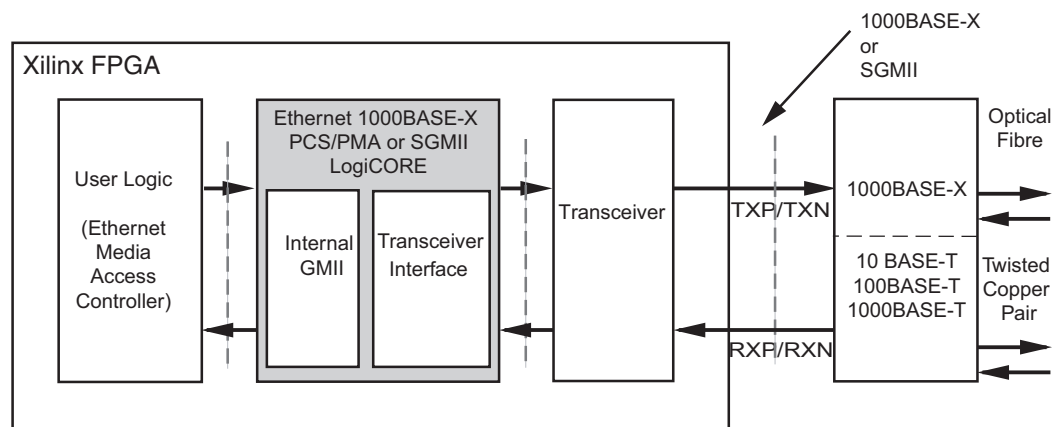 1000BASE-X
or
SGMII
Xilinx FPGA
User Logic
(Ethernet
Media
Access
Controller)
Ethernet 1000BASE-X
PCS/PMA or SGMII
LogiCORE
Internal
GMII
Transceiver
Interface
Transceiver
TXP/TXN
RXP/RXN
1000BASE-X
10 BASE-T
100BASE-T
1000BASE-T
Optical
Fibre
Twisted
Copper
Pair